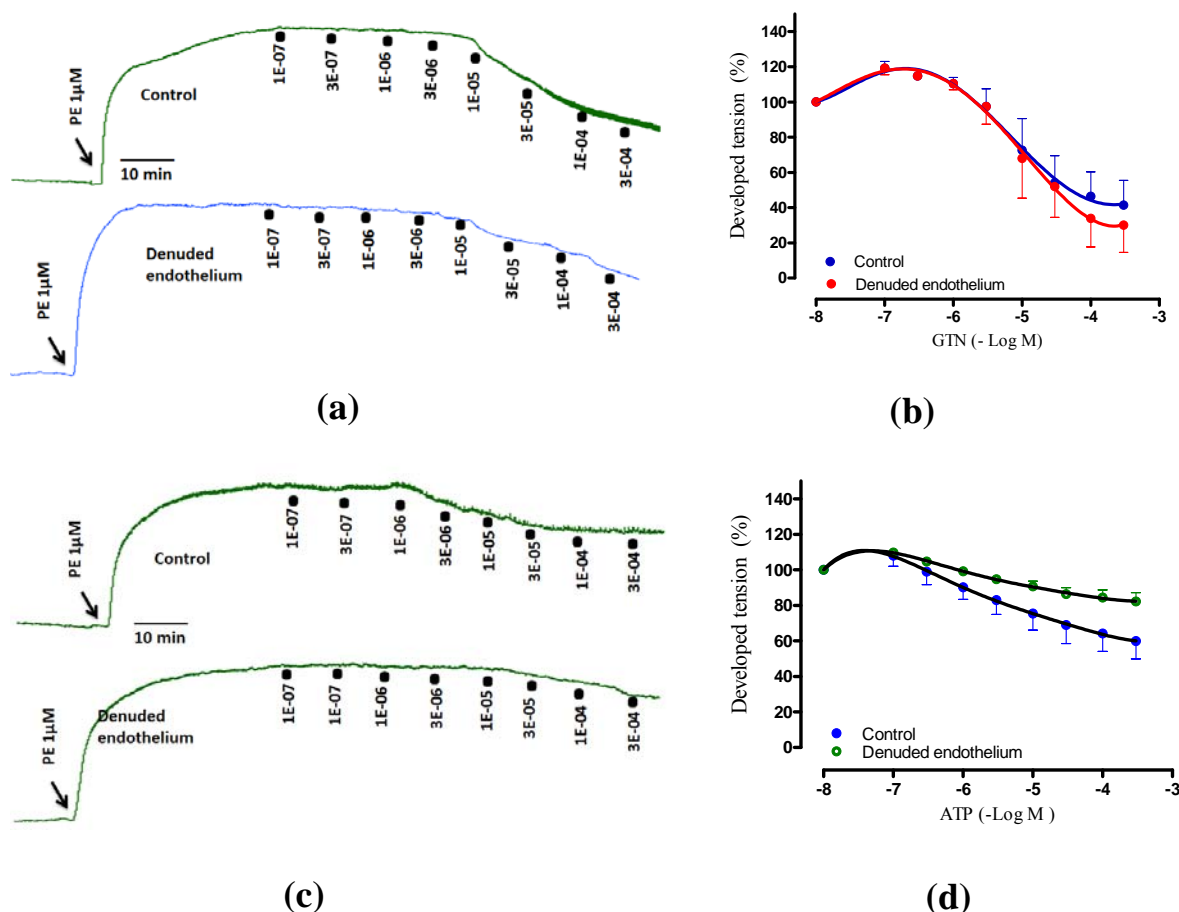 PE 1µM
Control
10 min
1E-07
3E-07
1E-06
3E-06
1E-05
3E-05
1E-04
3E-04
PE 1µM
Denuded
endothelium
1E-07
3E-07
1E-06
3E-06
1E-05
3E-05
1E-04
3E-04
(a)
Developed tension (%)
140
120
100
80
60
40
20
0
Control
Denuded endothelium
-8
-7
-6
-5
-4
-3
GTN (- Log M)
(b)
PE 1µM
Control
10 min
1E-07
3E-07
1E-06
3E-06
1E-05
3E-05
1E-04
3E-04
PE 1µM
Denuded
endothelium
1E-07
1E-07
1E-06
3E-06
1E-05
3E-05
1E-04
3E-04
(c)
Developed tension (%)
140
120
100
80
60
40
20
0
Control
Denuded endothelium
-8
-7
-6
-5
-4
-3
ATP (-Log M )
(d)